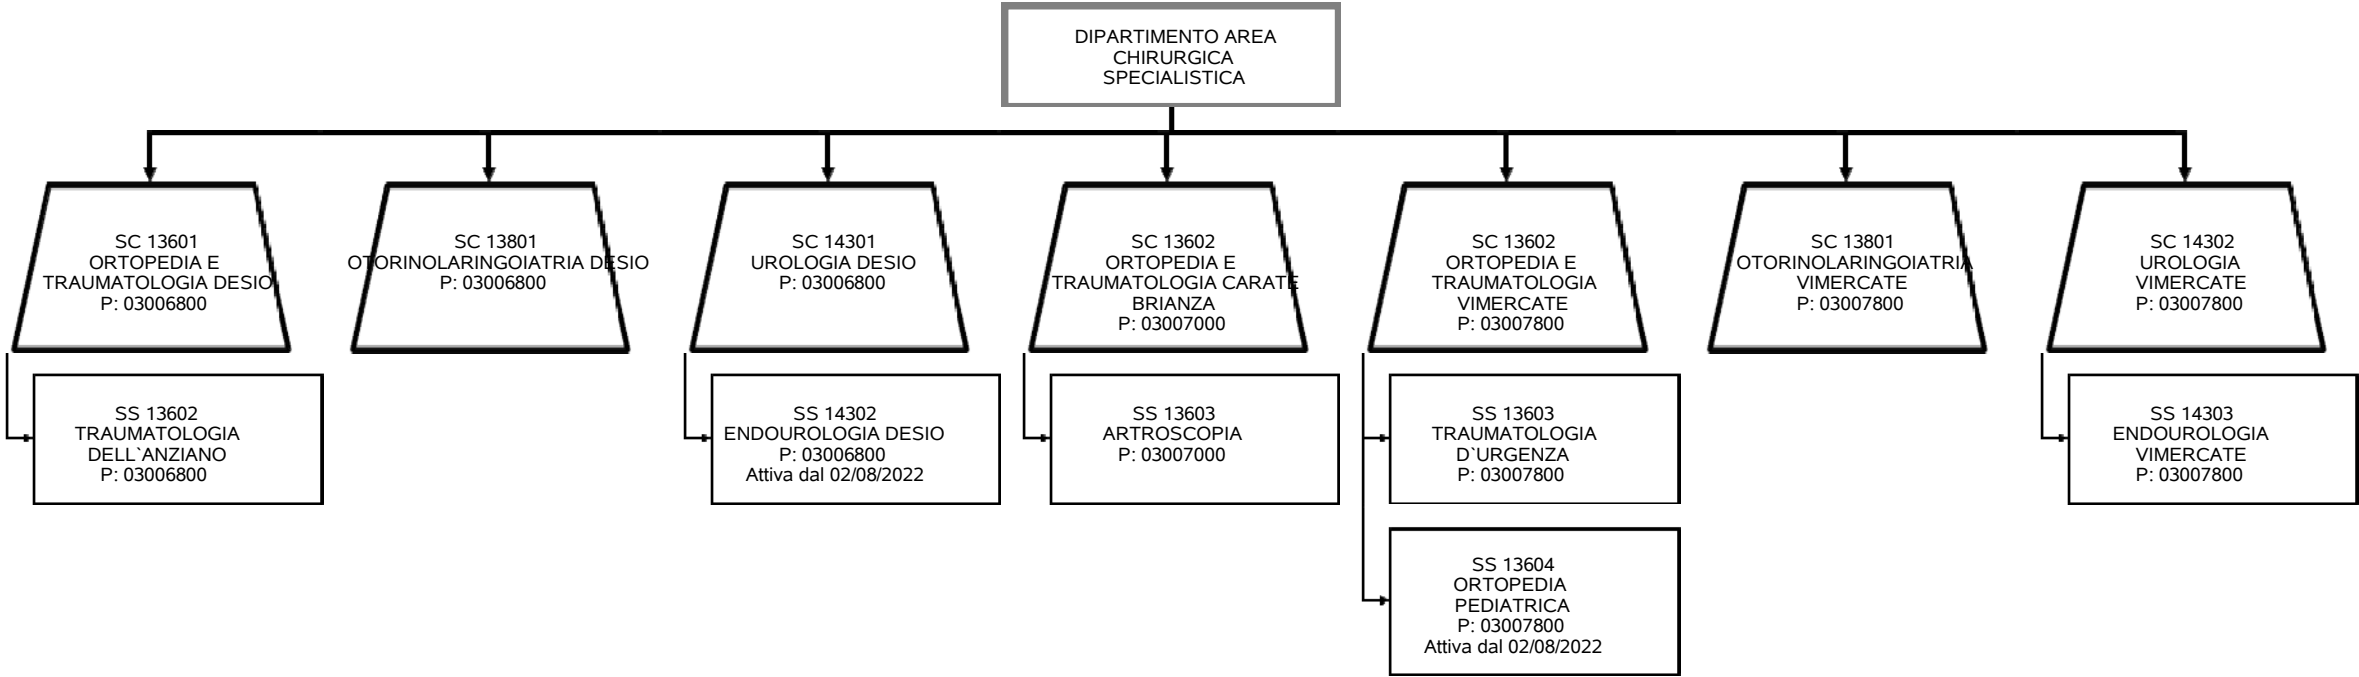 DIPARTIMENTO AREA
CHIRURGICA
SPECIALISTICA
SC 13601
ORTOPEDIA E
TRAUMATOLOGIA DESIO
P: 03006800
SC 13801
OTORINOLARINGOIATRIA DESIO
P: 03006800
SC 14301
UROLOGIA DESIO
P: 03006800
SC 13602
ORTOPEDIA E
TRAUMATOLOGIA CARATE
BRIANZA
P: 03007000
SC 13602
ORTOPEDIA E
TRAUMATOLOGIA
VIMERCATE
P: 03007800
SC 13801
OTORINOLARINGOIATRIA
VIMERCATE
P: 03007800
SC 14302
UROLOGIA
VIMERCATE
P: 03007800
SS 13602
TRAUMATOLOGIA
DELL`ANZIANO
P: 03006800
SS 14302
ENDOUROLOGIA DESIO
P: 03006800
Attiva dal 02/08/2022
SS 13603
ARTROSCOPIA
P: 03007000
SS 13603
TRAUMATOLOGIA
D`URGENZA
P: 03007800
SS 14303
ENDOUROLOGIA
VIMERCATE
P: 03007800
SS 13604
ORTOPEDIA
PEDIATRICA
P: 03007800
Attiva dal 02/08/2022